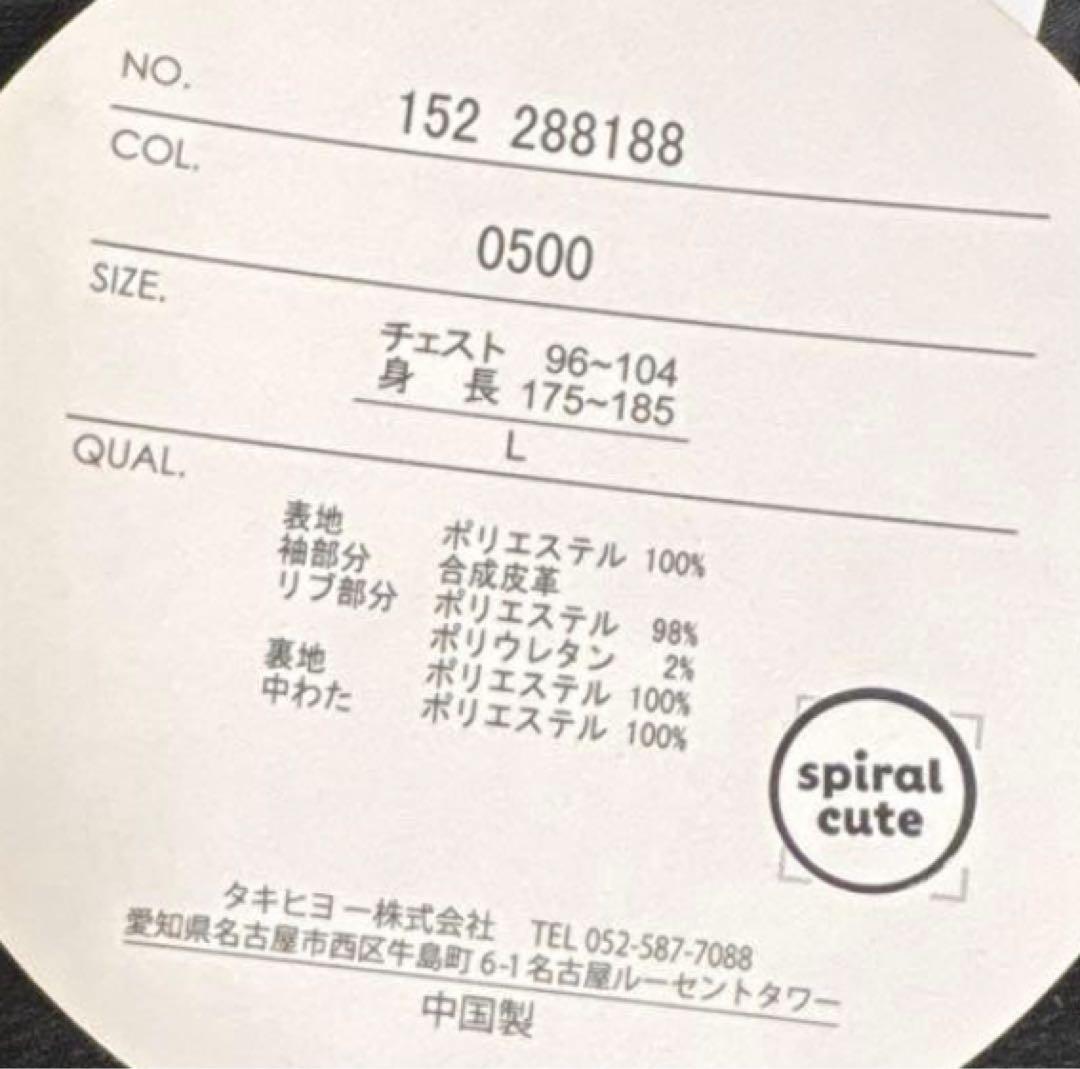 NO.
152 288188
COL.
0500
SIZE.
チェスト 96~104
身 長 175~185
L
QUAL.
表地 ポリエステル 100%
袖部分 合成皮革
リブ部分 ポリエステル 98%
ポリウレタン 2%
裏地 ポリエステル 100%
中わた ポリエステル 100%
spiral
cute
タキヒヨー株式会社 TEL 052-587-7088
愛知県名古屋市西区牛島町 6-1 名古屋ルーセントタワー
中国製